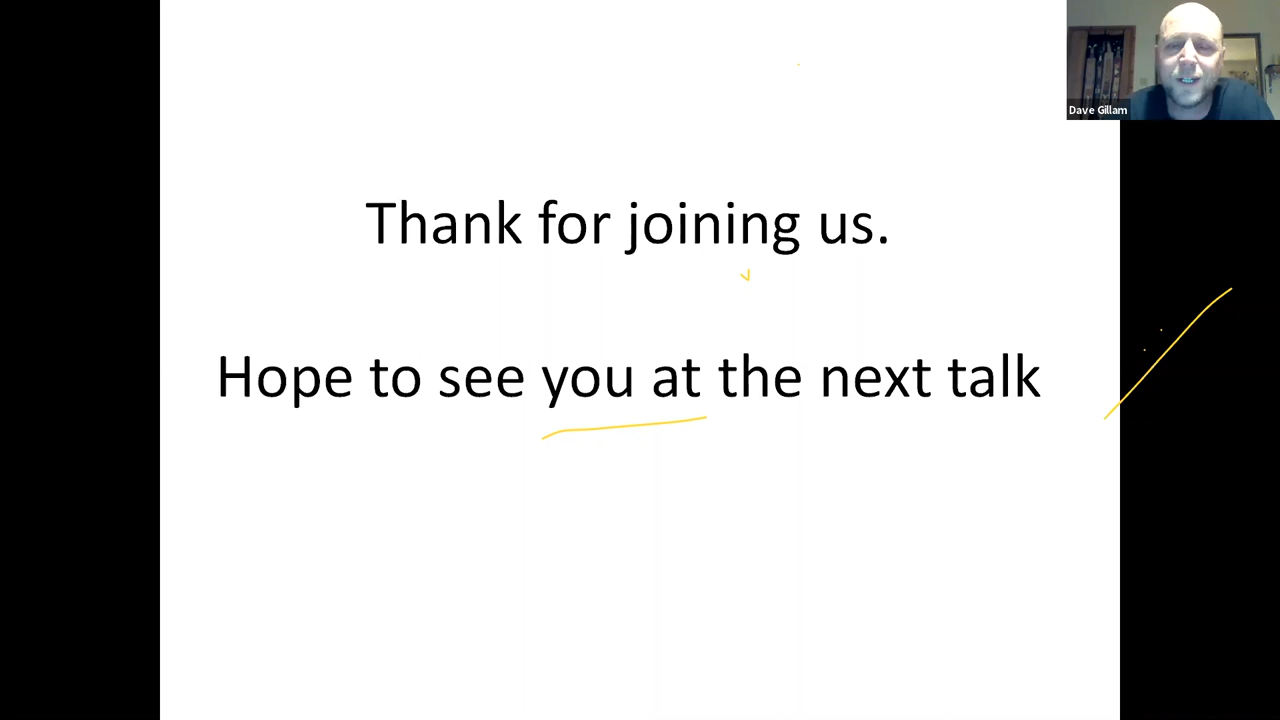 Dave Gillam
Thank for joining us.
Hope to see you at the next talk